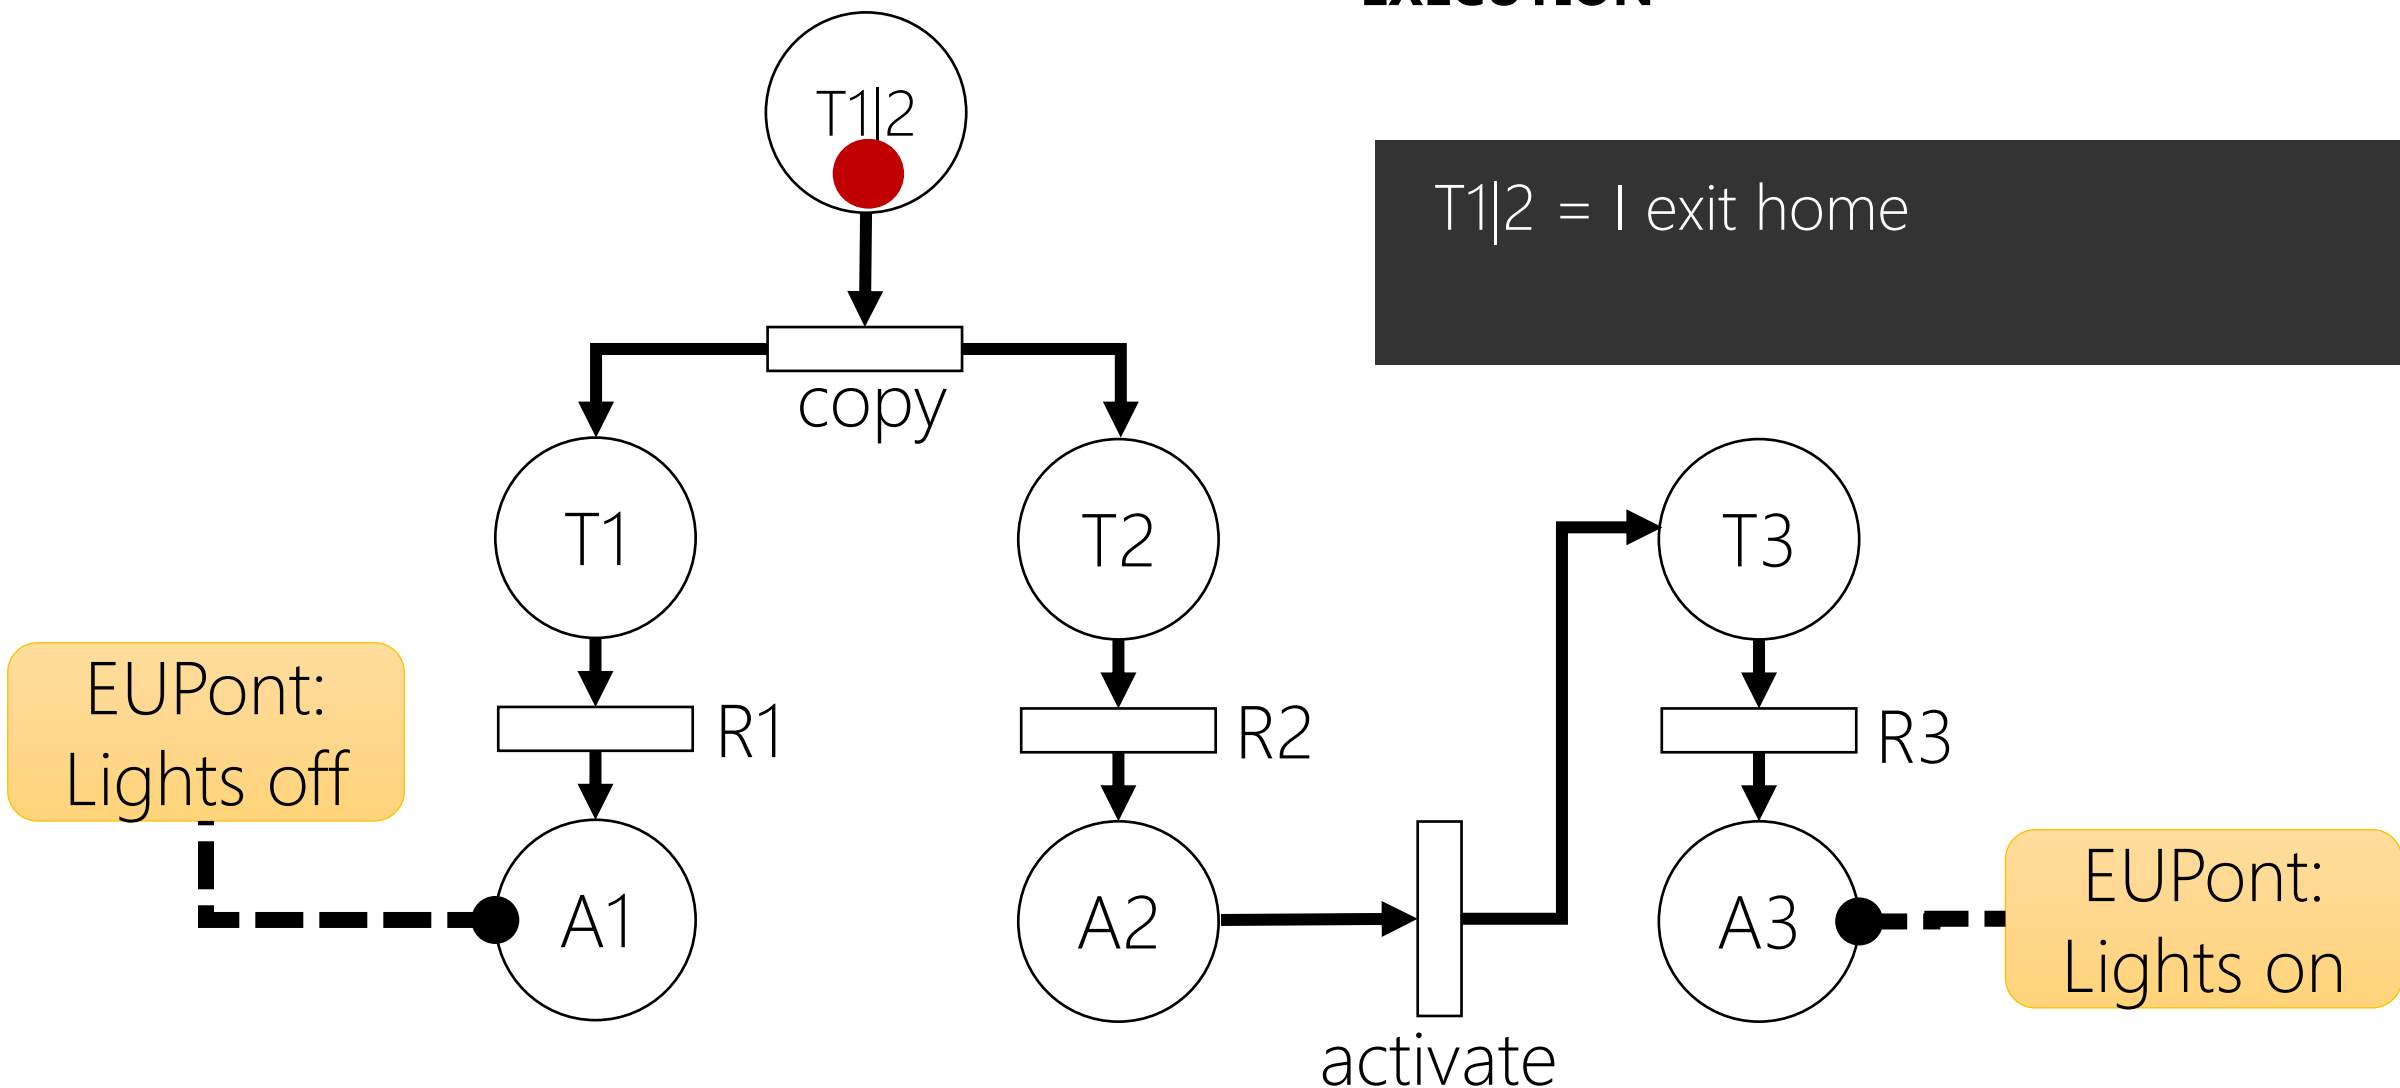 EXECUTION
T1|2
T1|2 = I exit home
copy
T1
T2
T3
EUPont:
Lights off
R1
R2
R3
A1
A2
A3
EUPont:
Lights on
activate